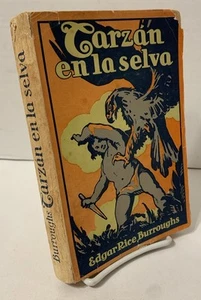 Tarzán
en la selva
Edgar Rice Burroughs
Burroughs Tarzán en la selva